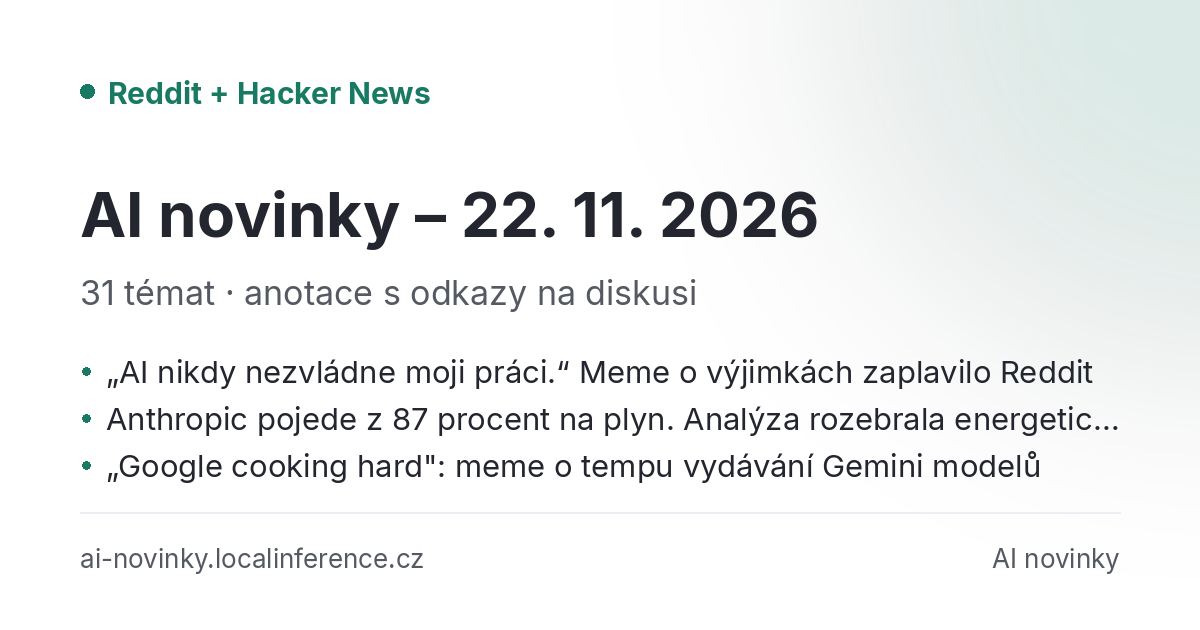 Reddit + Hacker News
AI novinky – 22. 11. 2026
31 témat · anotace s odkazy na diskusi
• „AI nikdy nezvládne moji práci.“ Meme o výjimkách zaplavilo Reddit
• Anthropic pojede z 87 procent na plyn. Analýza rozebrala energetic...
• „Google cooking hard": meme o tempu vydávání Gemini modelů
ai-novinky.localinference.cz
AI novinky